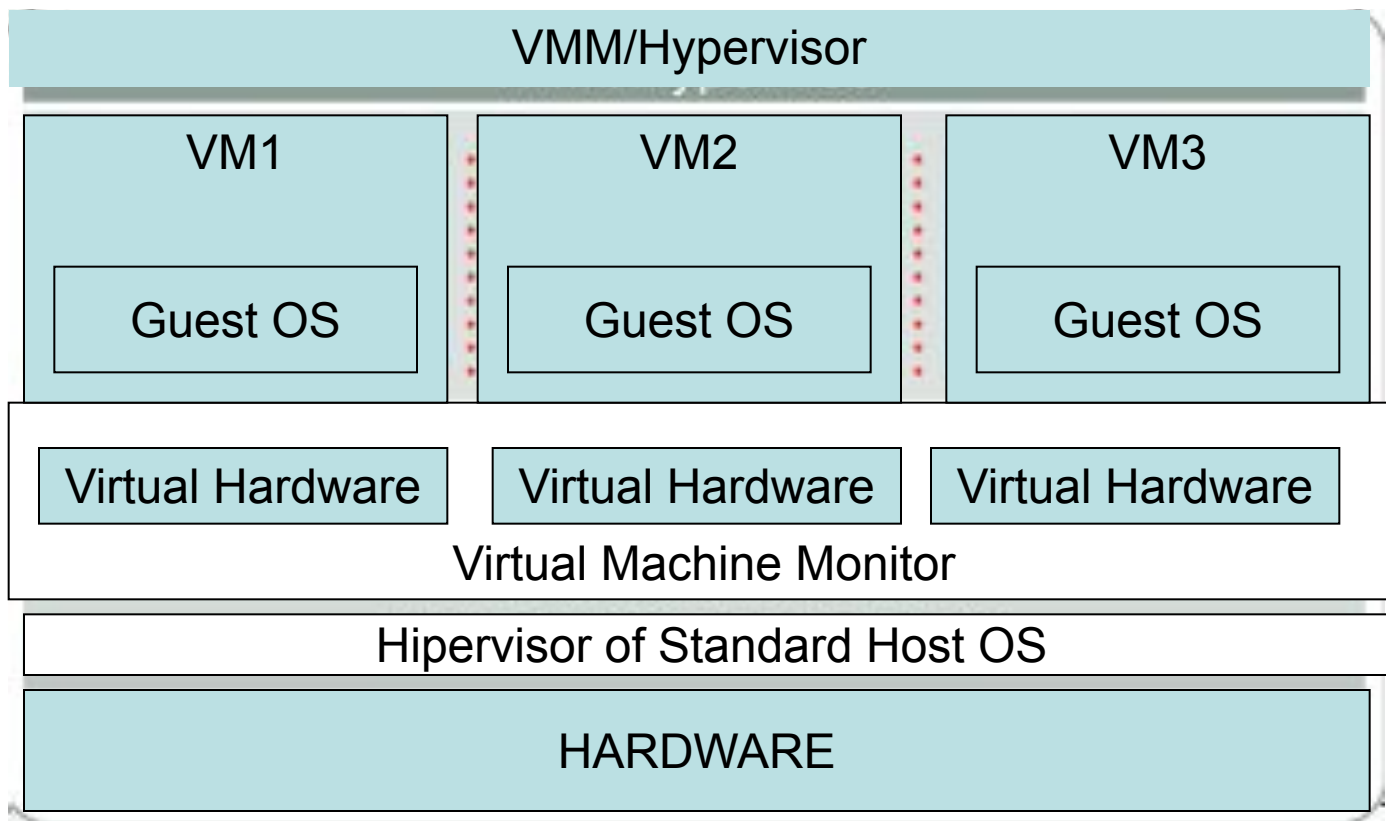 VMM/Hypervisor
VM1
VM2
VM3
Guest OS
Guest OS
Guest OS
Virtual Hardware
Virtual Hardware
Virtual Hardware
Virtual Machine Monitor
Hipervisor of Standard Host OS
HARDWARE